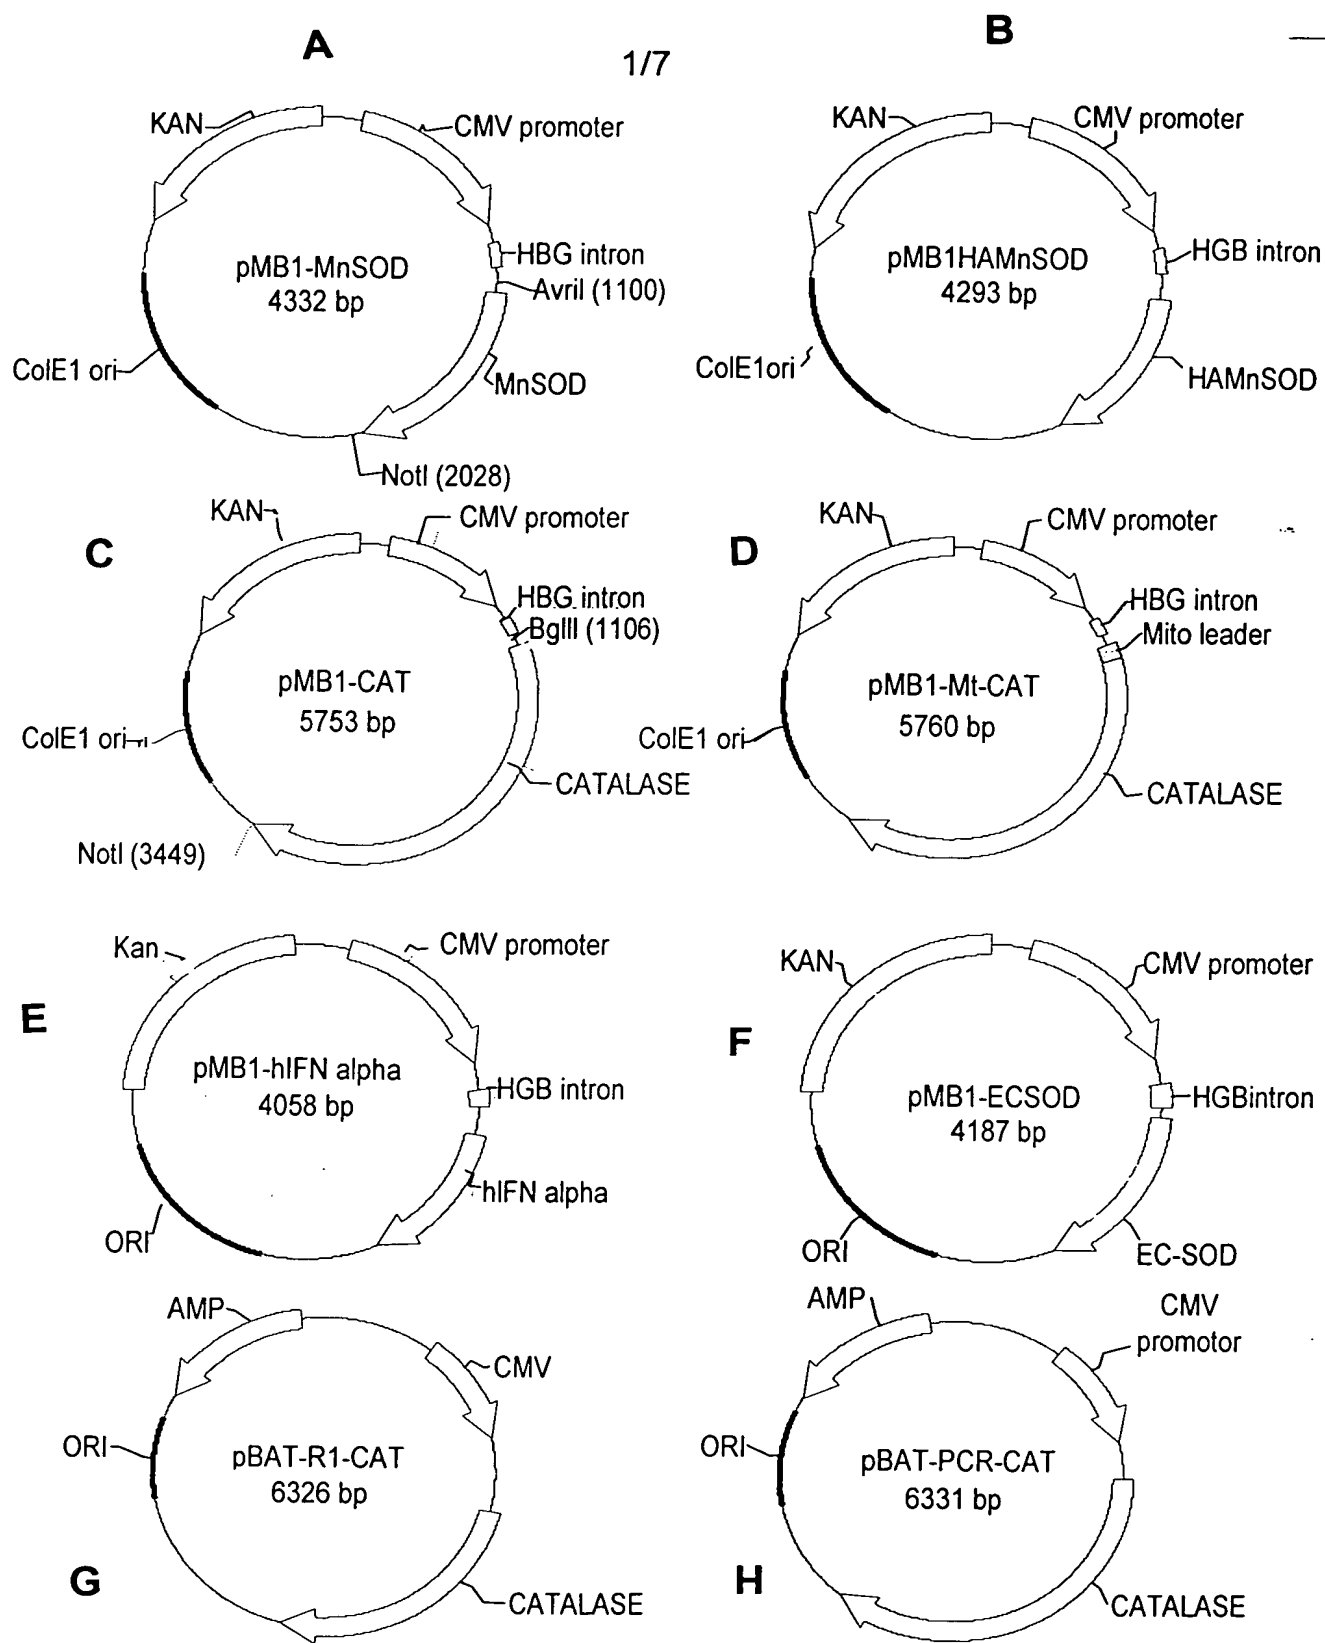 A
B
1/7
KAN
CMV promoter
HBG intron
AvrII (1100)
pMB1-MnSOD
4332 bp
ColE1 ori
MnSOD
NotI (2028)
KAN
CMV promoter
HGB intron
pMB1HAMnSOD
4293 bp
ColE1ori
HAMnSOD
C
KAN
CMV promoter
HBG intron
BglII (1106)
pMB1-CAT
5753 bp
ColE1 ori
CATALASE
NotI (3449)
D
KAN
CMV promoter
HBG intron
Mito leader
pMB1-Mt-CAT
5760 bp
ColE1 ori
CATALASE
E
Kan
CMV promoter
pMB1-hIFN alpha
4058 bp
HGB intron
hIFN alpha
ORI
F
KAN
CMV promoter
pMB1-ECSOD
4187 bp
HGBintron
ORI
EC-SOD
AMP
CMV
ORI
pBAT-R1-CAT
6326 bp
G
CATALASE
AMP
CMV
promotor
ORI
pBAT-PCR-CAT
6331 bp
H
CATALASE